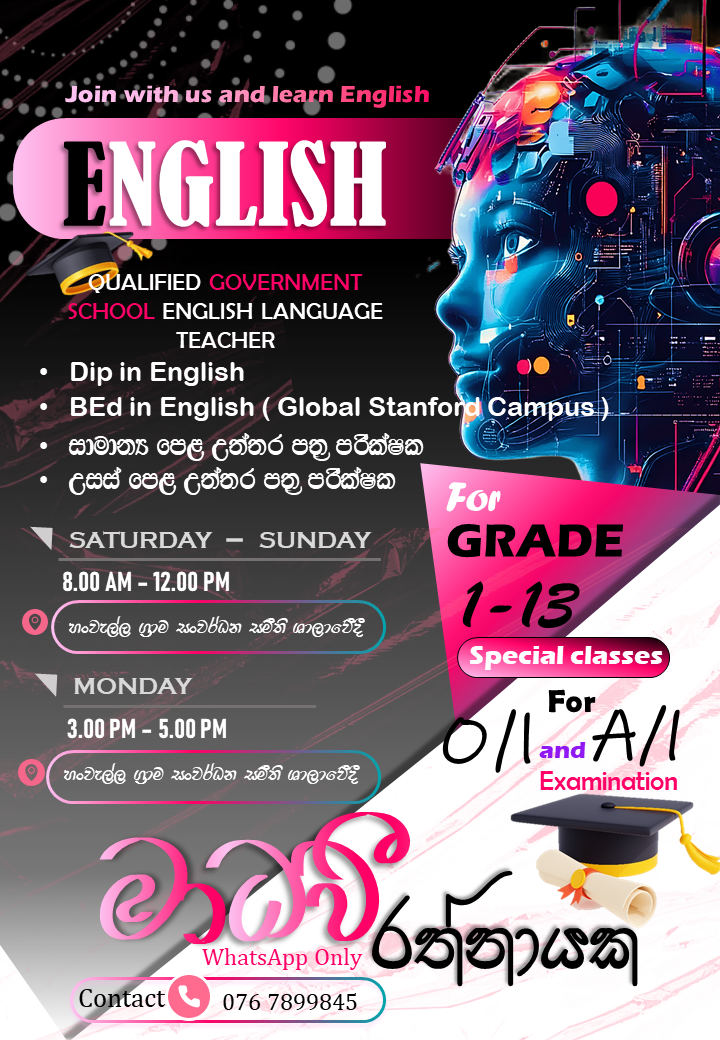 Join with us and learn English
ENGLISH
QUALIFIED GOVERNMENT
SCHOOL ENGLISH LANGUAGE
TEACHER
• Dip in English
• BEd in English ( Global Stanford Campus )
• සාමාන්‍ය පෙළ උත්තර පත්‍ර පරීක්ෂක
• උසස් පෙළ උත්තර පත්‍ර පරීක්ෂක
SATURDAY – SUNDAY
8.00 AM – 12.00 PM
හංවැල්ල ග්‍රාම සංවර්ධන සමිති ශාලාවේදී
MONDAY
3.00 PM – 5.00 PM
හංවැල්ල ග්‍රාම සංවර්ධන සමිති ශාලාවේදී
For
GRADE
1-13
Special classes
For
O/l and A/l
Examination
මාධවී
රත්නායක
WhatsApp Only
Contact 076 7899845